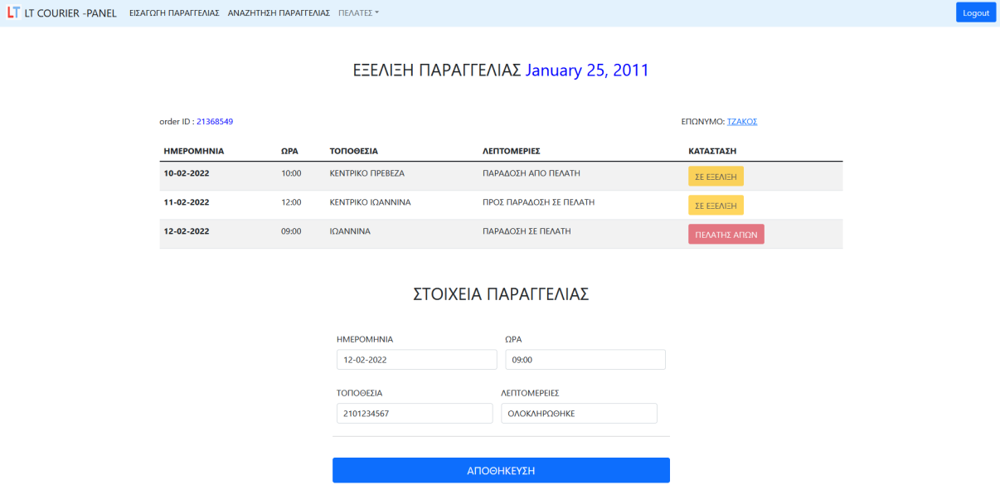 LT LT COURIER -PANEL ΕΙΣΑΓΩΓΗ ΠΑΡΑΓΓΕΛΙΑΣ ΑΝΑΖΗΤΗΣΗ ΠΑΡΑΓΓΕΛΙΑΣ ΠΕΛΑΤΕΣ Logout
ΕΞΕΛΙΞΗ ΠΑΡΑΓΓΕΛΙΑΣ January 25, 2011
order ID : 21368549 ΕΠΩΝΥΜΟ: ΤΖΑΚΟΣ
ΗΜΕΡΟΜΗΝΙΑ ΩΡΑ ΤΟΠΟΘΕΣΙΑ ΛΕΠΤΟΜΕΡΙΕΣ ΚΑΤΑΣΤΑΣΗ
10-02-2022 10:00 ΚΕΝΤΡΙΚΟ ΠΡΕΒΕΖΑ ΠΑΡΑΔΟΣΗ ΑΠΟ ΠΕΛΑΤΗ ΣΕ ΕΞΕΛΙΞΗ
11-02-2022 12:00 ΚΕΝΤΡΙΚΟ ΙΩΑΝΝΙΝΑ ΠΡΟΣ ΠΑΡΑΔΟΣΗ ΣΕ ΠΕΛΑΤΗ ΣΕ ΕΞΕΛΙΞΗ
12-02-2022 09:00 ΙΩΑΝΝΙΝΑ ΠΑΡΑΔΟΣΗ ΣΕ ΠΕΛΑΤΗ ΠΕΛΑΤΗΣ ΑΠΩΝ
ΣΤΟΙΧΕΙΑ ΠΑΡΑΓΓΕΛΙΑΣ
ΗΜΕΡΟΜΗΝΙΑ ΩΡΑ
12-02-2022 09:00
ΤΟΠΟΘΕΣΙΑ ΛΕΠΤΟΜΕΡΕΙΕΣ
2101234567 ΟΛΟΚΛΗΡΩΘΗΚΕ
ΑΠΟΘΗΚΕΥΣΗ